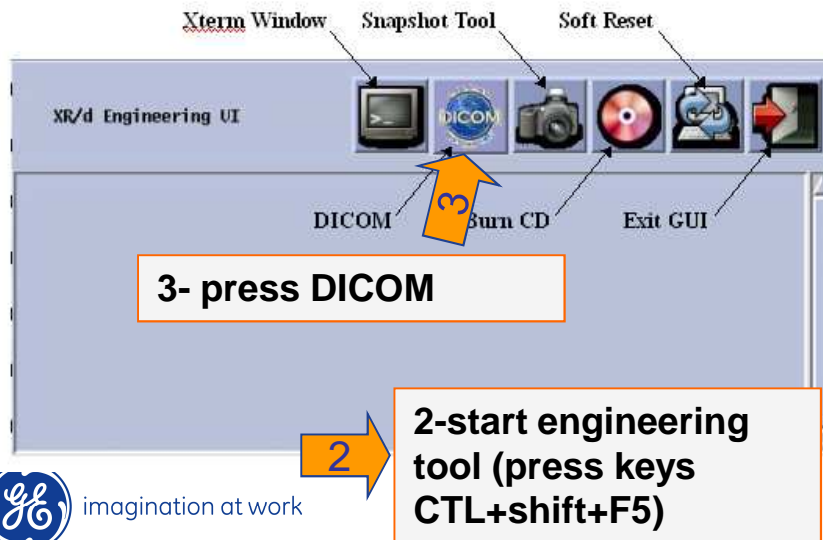 Xterm Window Snapshot Tool Soft Reset
XR/d Engineering UI
>_
DICOM
3
DICOM Burn CD Exit GUI
3- press DICOM
2
2-start engineering
tool (press keys
CTL+shift+F5)
GE imagination at work